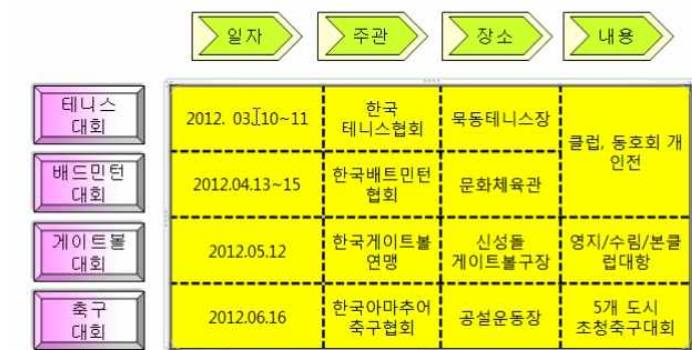 일자 주관 장소 내용
테니스
대회
2012. 03.10~11
한국
테니스협회
묵동테니스장
클럽, 동호회 개
인전
배드민턴
대회
2012.04.13~15
한국배트민턴
협회
문화체육관
게이트볼
대회
2012.05.12
한국게이트볼
연맹
신성돌
게이트볼구장
영지/수림/본클
럽대항
축구
대회
2012.06.16
한국아마추어
축구협회
공설운동장
5개 도시
초청축구대회